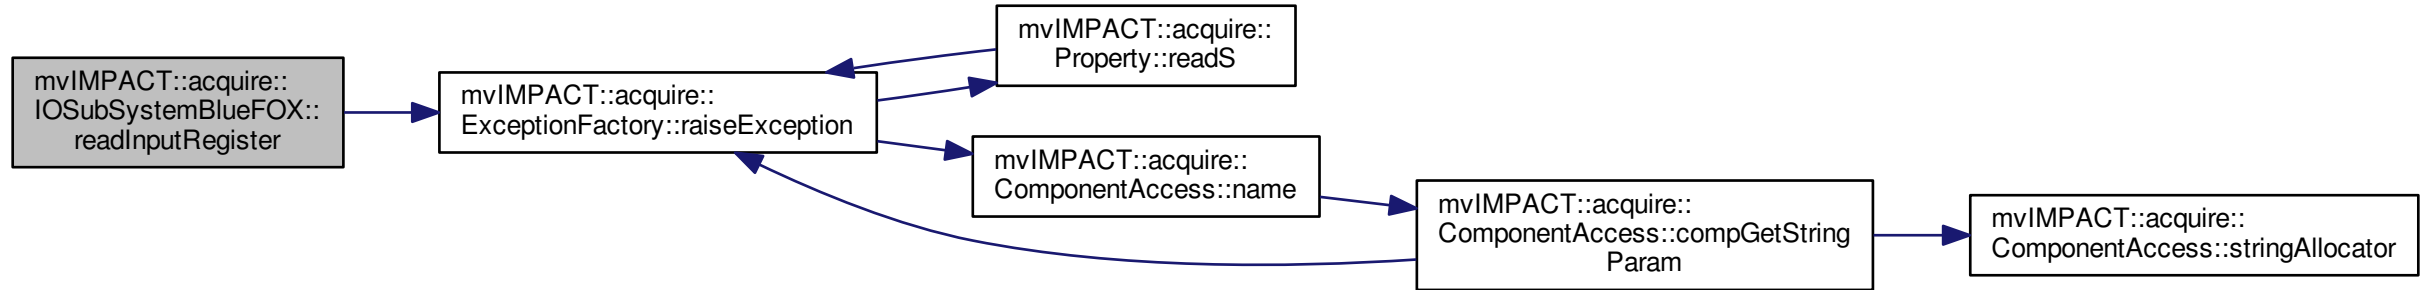 mvIMPACT::acquire::
IOSubSystemBlueFOX::
readInputRegister
mvIMPACT::acquire::
ExceptionFactory::raiseException
mvIMPACT::acquire::
Property::readS
mvIMPACT::acquire::
ComponentAccess::name
mvIMPACT::acquire::
ComponentAccess::compGetString
Param
mvIMPACT::acquire::
ComponentAccess::stringAllocator